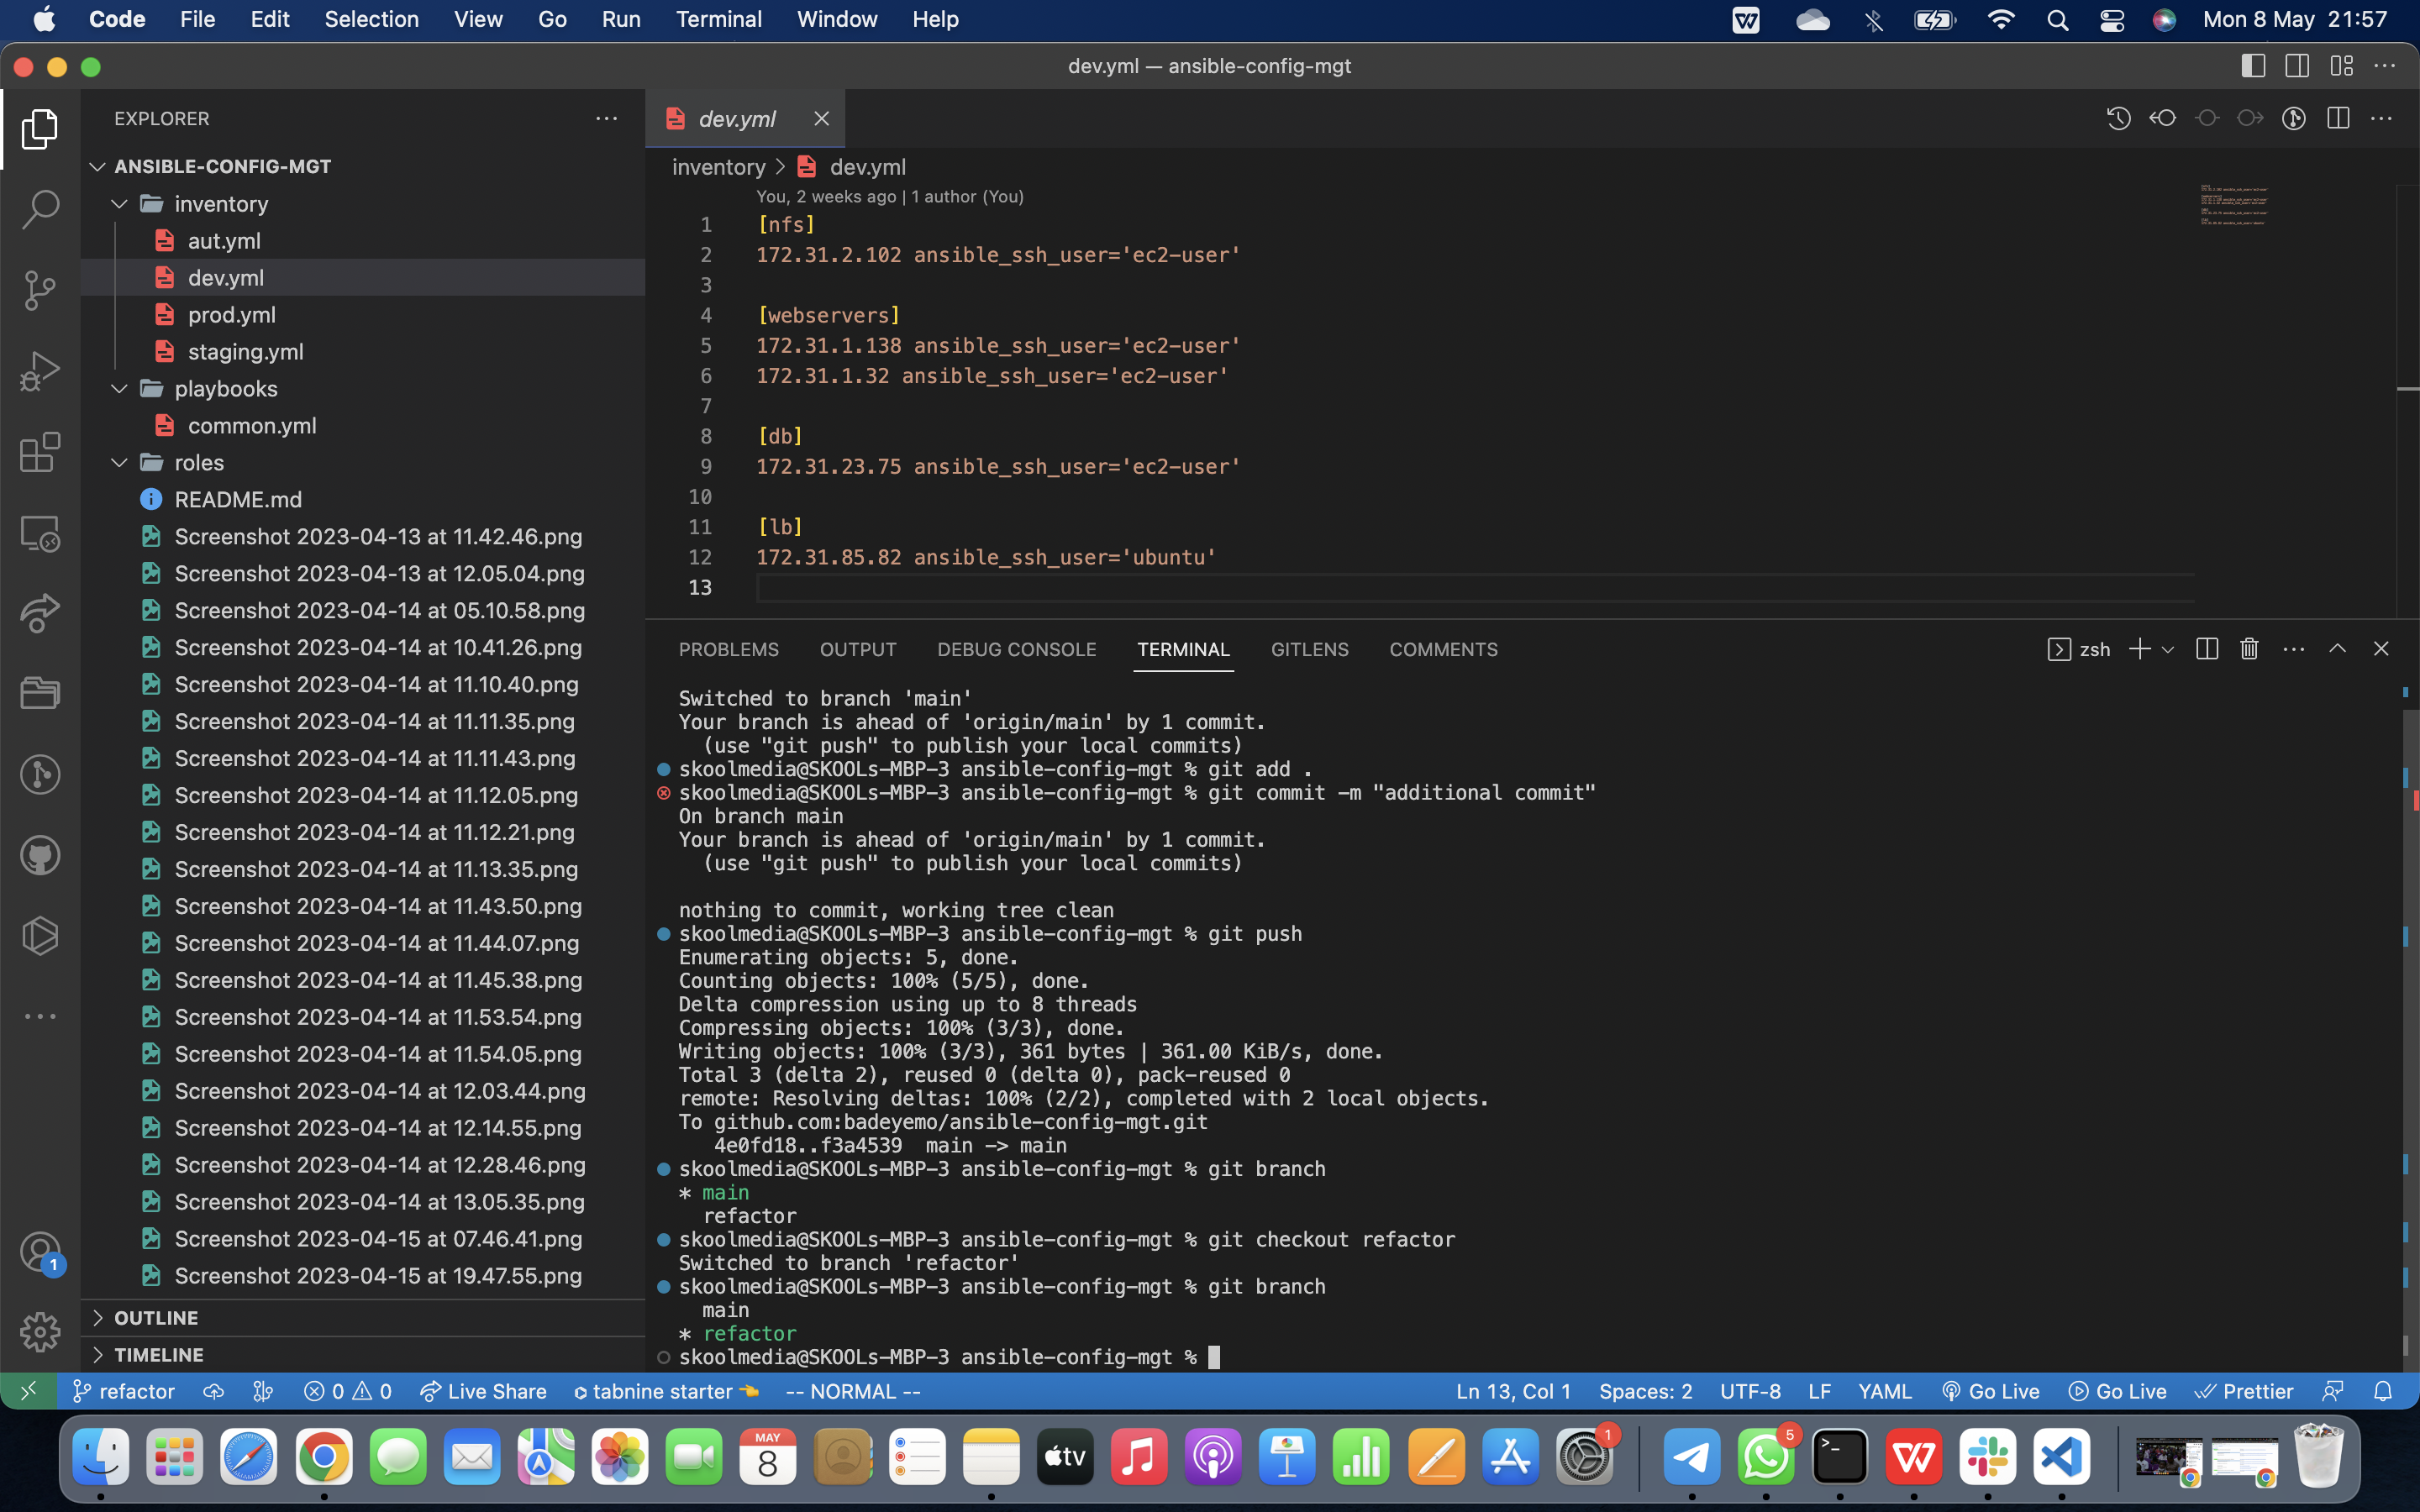 Code File Edit Selection View Go Run Terminal Window Help Mon 8 May 21:57
dev.yml — ansible-config-mgt
EXPLORER
ANSIBLE-CONFIG-MGT
inventory
aut.yml
dev.yml
prod.yml
staging.yml
playbooks
common.yml
roles
README.md
Screenshot 2023-04-13 at 11.42.46.png
Screenshot 2023-04-13 at 12.05.04.png
Screenshot 2023-04-14 at 05.10.58.png
Screenshot 2023-04-14 at 10.41.26.png
Screenshot 2023-04-14 at 11.10.40.png
Screenshot 2023-04-14 at 11.11.35.png
Screenshot 2023-04-14 at 11.11.43.png
Screenshot 2023-04-14 at 11.12.05.png
Screenshot 2023-04-14 at 11.12.21.png
Screenshot 2023-04-14 at 11.13.35.png
Screenshot 2023-04-14 at 11.43.50.png
Screenshot 2023-04-14 at 11.44.07.png
Screenshot 2023-04-14 at 11.45.38.png
Screenshot 2023-04-14 at 11.53.54.png
Screenshot 2023-04-14 at 11.54.05.png
Screenshot 2023-04-14 at 12.03.44.png
Screenshot 2023-04-14 at 12.14.55.png
Screenshot 2023-04-14 at 12.28.46.png
Screenshot 2023-04-14 at 13.05.35.png
Screenshot 2023-04-15 at 07.46.41.png
Screenshot 2023-04-15 at 19.47.55.png
OUTLINE
TIMELINE
1
dev.yml
inventory > dev.yml
You, 2 weeks ago | 1 author (You)
1 [nfs]
2 172.31.2.102 ansible_ssh_user='ec2-user'
3
4 [webservers]
5 172.31.1.138 ansible_ssh_user='ec2-user'
6 172.31.1.32 ansible_ssh_user='ec2-user'
7
8 [db]
9 172.31.23.75 ansible_ssh_user='ec2-user'
10
11 [lb]
12 172.31.85.82 ansible_ssh_user='ubuntu'
13
PROBLEMS OUTPUT DEBUG CONSOLE TERMINAL GITLENS COMMENTS zsh
Switched to branch 'main'
Your branch is ahead of 'origin/main' by 1 commit.
(use "git push" to publish your local commits)
skoolmedia@SKOOLs-MBP-3 ansible-config-mgt % git add .
skoolmedia@SKOOLs-MBP-3 ansible-config-mgt % git commit -m "additional commit"
On branch main
Your branch is ahead of 'origin/main' by 1 commit.
(use "git push" to publish your local commits)
nothing to commit, working tree clean
skoolmedia@SKOOLs-MBP-3 ansible-config-mgt % git push
Enumerating objects: 5, done.
Counting objects: 100% (5/5), done.
Delta compression using up to 8 threads
Compressing objects: 100% (3/3), done.
Writing objects: 100% (3/3), 361 bytes | 361.00 KiB/s, done.
Total 3 (delta 2), reused 0 (delta 0), pack-reused 0
remote: Resolving deltas: 100% (2/2), completed with 2 local objects.
To github.com:badeyemo/ansible-config-mgt.git
4e0fd18..f3a4539 main -> main
skoolmedia@SKOOLs-MBP-3 ansible-config-mgt % git branch
* main
refactor
skoolmedia@SKOOLs-MBP-3 ansible-config-mgt % git checkout refactor
Switched to branch 'refactor'
skoolmedia@SKOOLs-MBP-3 ansible-config-mgt % git branch
main
* refactor
skoolmedia@SKOOLs-MBP-3 ansible-config-mgt %
refactor 0 0 Live Share tabnine starter -- NORMAL -- Ln 13, Col 1 Spaces: 2 UTF-8 LF YAML Go Live Go Live Prettier
MAY
8
tv
1
5